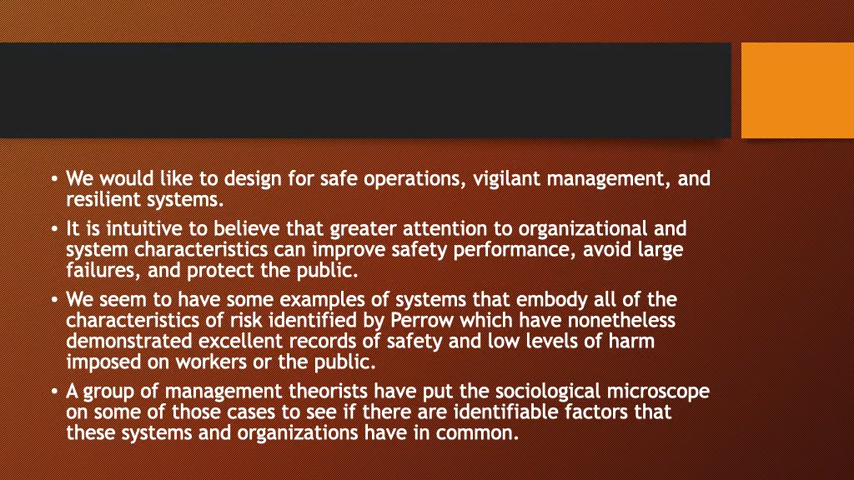 • We would like to design for safe operations, vigilant management, and
resilient systems.
• It is intuitive to believe that greater attention to organizational and
system characteristics can improve safety performance, avoid large
failures, and protect the public.
• We seem to have some examples of systems that embody all of the
characteristics of risk identified by Perrow which have nonetheless
demonstrated excellent records of safety and low levels of harm
imposed on workers or the public.
• A group of management theorists have put the sociological microscope
on some of those cases to see if there are identifiable factors that
these systems and organizations have in common.